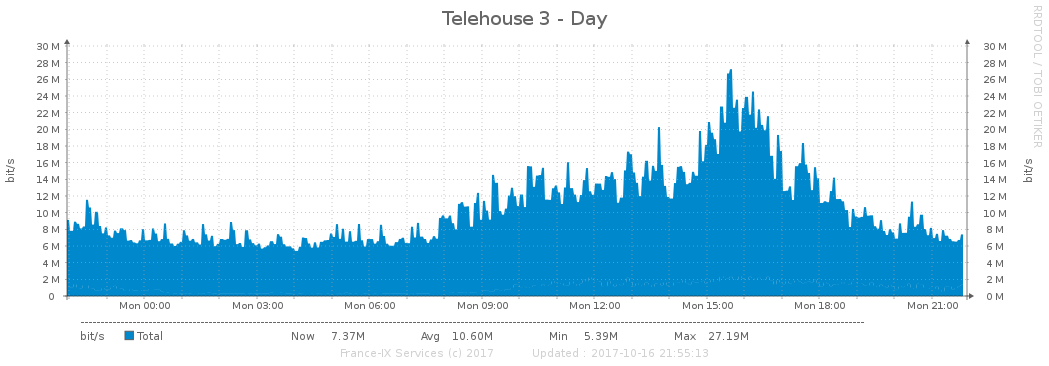 Telehouse 3 - Day
RRDTOOL / TOBI OETIKER
bit/s
30 M 30 M
28 M 28 M
26 M 26 M
24 M 24 M
22 M 22 M
20 M 20 M
18 M 18 M
16 M 16 M
14 M 14 M
12 M 12 M
10 M 10 M
8 M 8 M
6 M 6 M
4 M 4 M
2 M 2 M
0 0 M
bit/s
Mon 00:00 Mon 03:00 Mon 06:00 Mon 09:00 Mon 12:00 Mon 15:00 Mon 18:00 Mon 21:00
bit/s Total Now 7.37M Avg 10.60M Min 5.39M Max 27.19M
France-IX Services (c) 2017 Updated : 2017-10-16 21:55:13